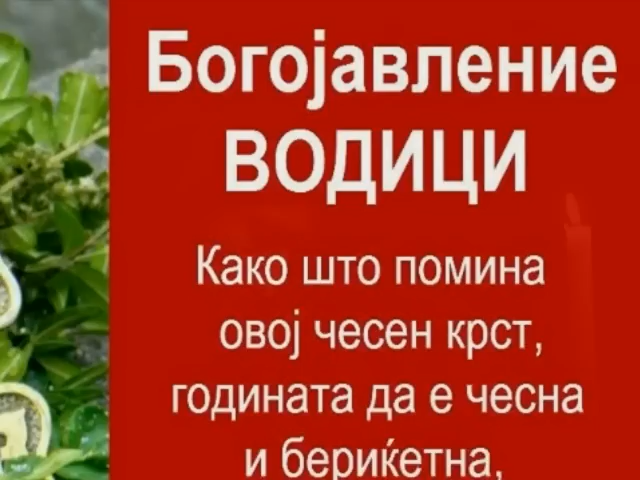 Богојавление
ВОДИЦИ
Како што помина
овој чесен крст,
годината да е чесна
и бериќетна,